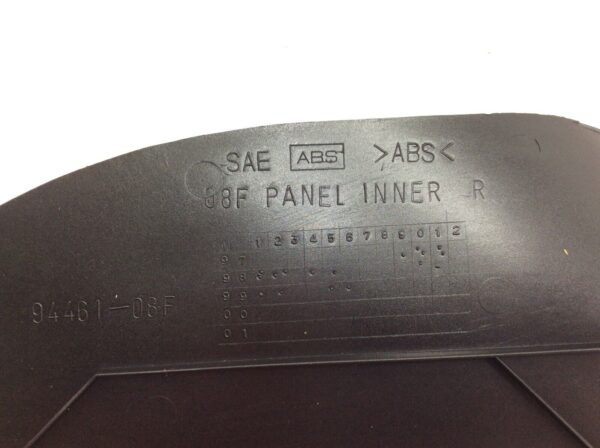 SAE ABS >ABS<
08F PANEL INNER R
N 1 2 3 4 5 6 7 8 9 0 1 2
97
98
99
00
01
94461-08F